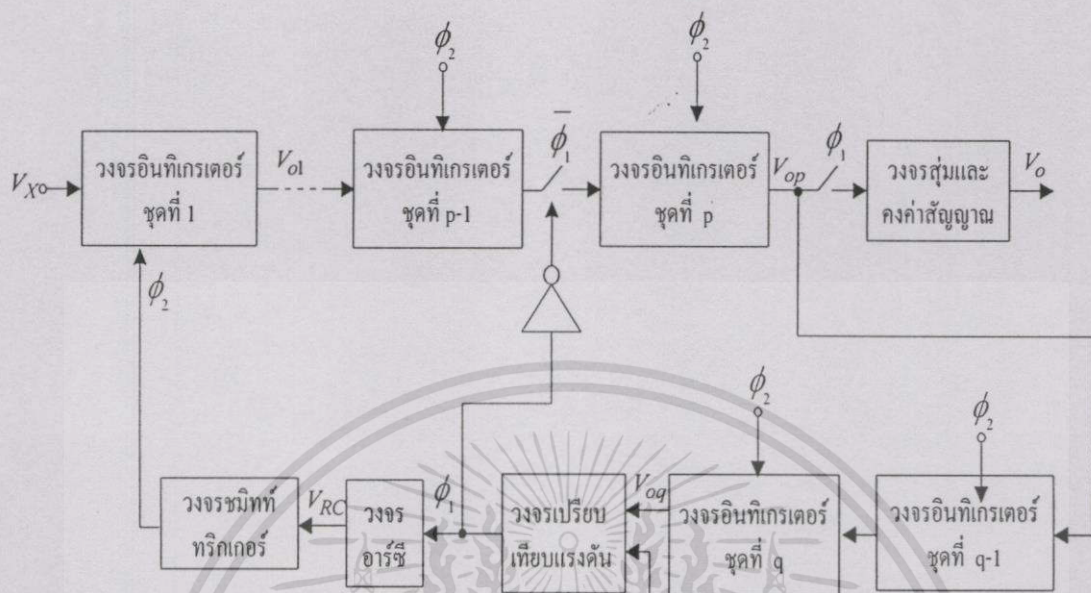 ϕ₂
ϕ₂
V_X
วงจรอินทิเกรเตอร์
ชุดที่ 1
V_o1
วงจรอินทิเกรเตอร์
ชุดที่ p-1
ϕ̄₁
วงจรอินทิเกรเตอร์
ชุดที่ p
V_op
ϕ₁
วงจรสุ่มและ
คงค่าสัญญาณ
V_o
ϕ₂
ϕ₂
ϕ₂
วงจรชมิทท์
ทริกเกอร์
V_RC
วงจร
อาร์ซี
ϕ₁
วงจรเปรียบ
เทียบแรงดัน
V_oq
วงจรอินทิเกรเตอร์
ชุดที่ q
วงจรอินทิเกรเตอร์
ชุดที่ q-1